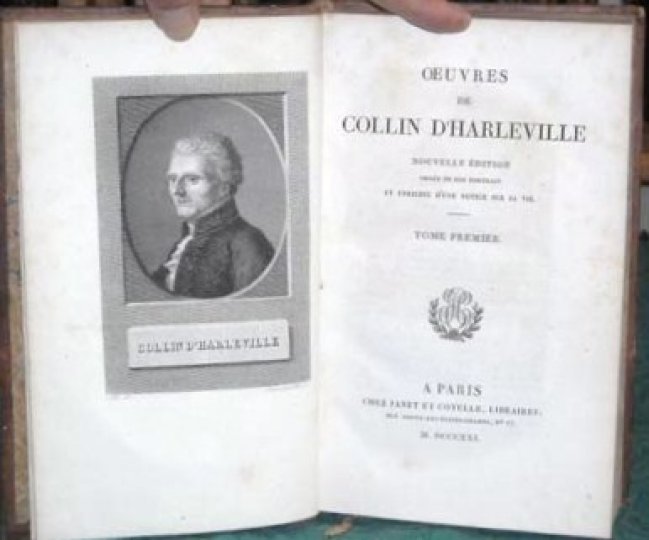 COLLIN D'HARLEVILLE
ŒUVRES
DE
COLLIN D'HARLEVILLE
NOUVELLE ÉDITION
ORNÉE DE SON PORTRAIT
ET ENRICHIE D'UNE NOTICE SUR SA VIE.
TOME PREMIER.
A PARIS
CHEZ JANET ET COTELLE, LIBRAIRES,
M. DCCCXXI.